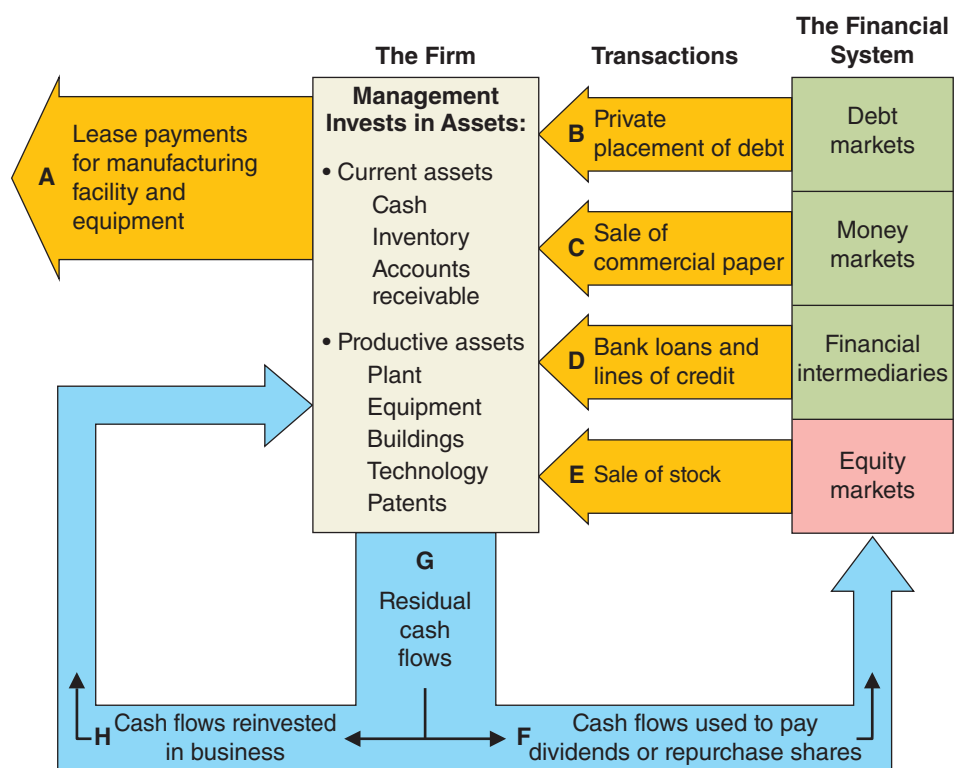 The Firm
Transactions
The Financial
System
A
Lease payments
for manufacturing
facility and
equipment
Management
Invests in Assets:
• Current assets
Cash
Inventory
Accounts
receivable
• Productive assets
Plant
Equipment
Buildings
Technology
Patents
B Private
placement of debt
C Sale of
commercial paper
D Bank loans and
lines of credit
E Sale of stock
Debt
markets
Money
markets
Financial
intermediaries
Equity
markets
G
Residual
cash
flows
H Cash flows reinvested
in business
F Cash flows used to pay
dividends or repurchase shares